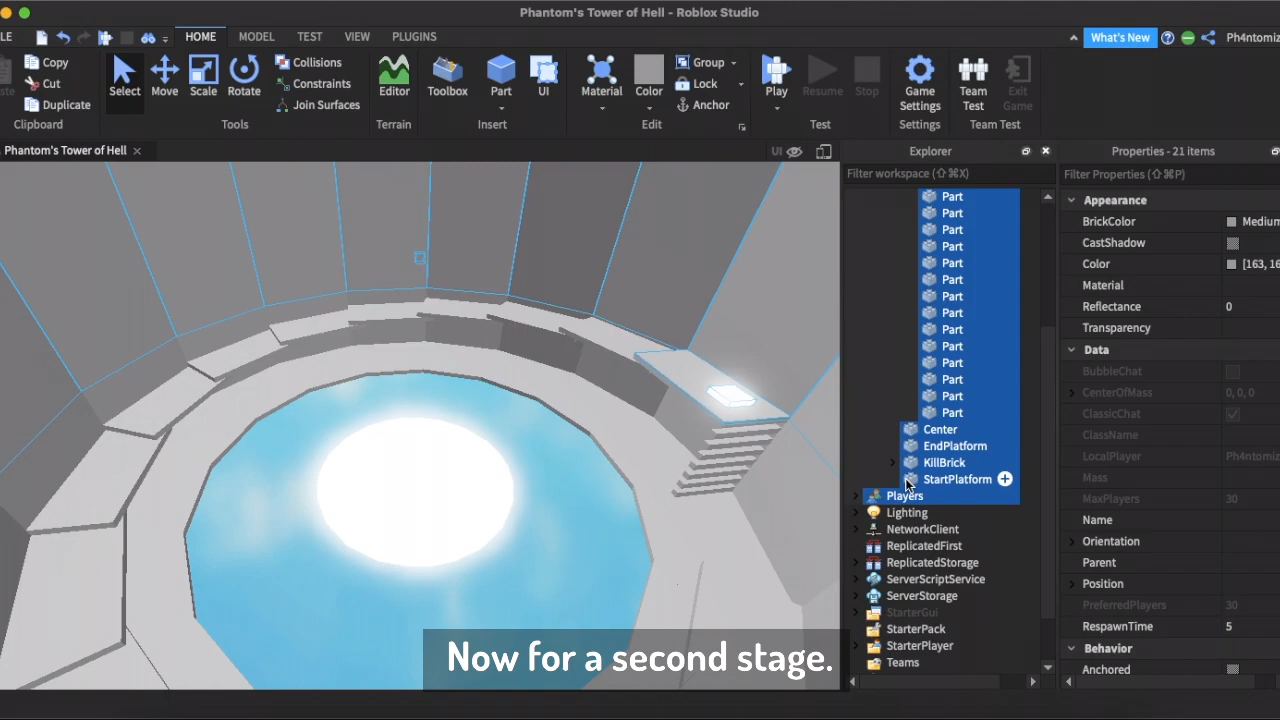 Phantom's Tower of Hell - Roblox Studio
LE HOME MODEL TEST VIEW PLUGINS What's New Ph4ntomiz
Copy
Cut
Duplicate
Clipboard
Select Move Scale Rotate
Collisions
Constraints
Join Surfaces
Tools
Editor
Terrain
Toolbox Part UI
Insert
Material Color
Group
Lock
Anchor
Edit
Play Resume Stop
Test
Game
Settings
Settings
Team
Test
Exit
Game
Team Test
Phantom's Tower of Hell
UI
Explorer
Filter workspace (⇧⌘X)
Part
Part
Part
Part
Part
Part
Part
Part
Part
Part
Part
Part
Part
Part
Center
EndPlatform
KillBrick
StartPlatform
Players
Lighting
NetworkClient
ReplicatedFirst
ReplicatedStorage
ServerScriptService
ServerStorage
StarterGui
StarterPack
StarterPlayer
Teams
Properties - 21 items
Filter Properties (⇧⌘P)
Appearance
BrickColor Medium
CastShadow
Color [163, 16
Material
Reflectance 0
Transparency
Data
BubbleChat
CenterOfMass 0, 0, 0
ClassicChat
ClassName
LocalPlayer Ph4ntomiz
Mass
MaxPlayers 30
Name
Orientation
Parent
Position
PreferredPlayers 30
RespawnTime 5
Behavior
Anchored
Now for a second stage.